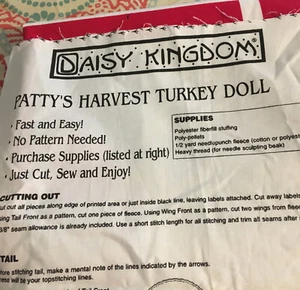 DAISY KINGDOM
PATTY'S HARVEST TURKEY DOLL
· Fast and Easy!
· No Pattern Needed!
· Purchase Supplies (listed at right)
· Just Cut, Sew and Enjoy!
SUPPLIES
Polyester fiberfill stuffing
Poly-pellets
1/2 yard needlepunch fleece (cotton or polyest
Heavy thread (for needle sculpting beak)
CUTTING OUT
ut out all pieces along edge of printed area or just inside black line, leaving labels attached. Cut away labels
ing Tail Front as a pattern, cut one piece of fleece. Using Wing Front as a pattern, cut two wings from fleec
3/8" seam allowance is already included. Use a short stitch length for all stitching and trim all seams after
TAIL
fore stitching tail, make a mental note of the lines indicated by the arrows.
ese will be your topstitching lines.